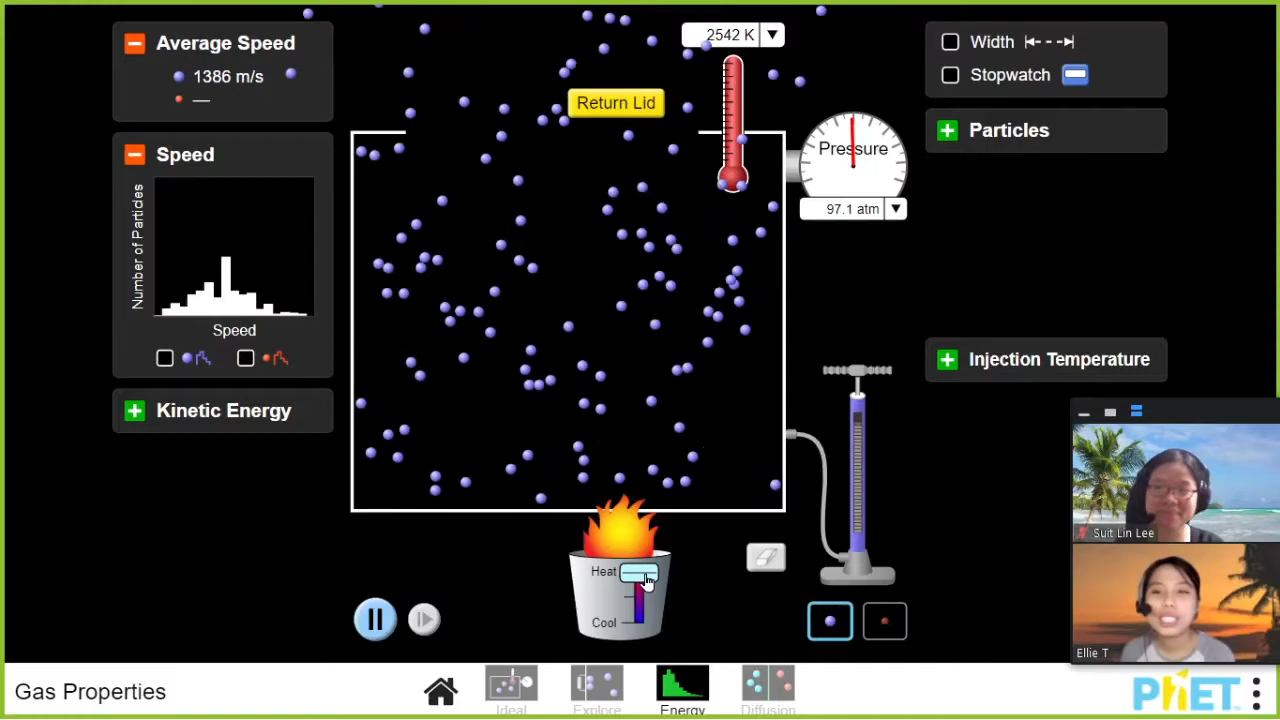 Average Speed
1386 m/s
—
Speed
Number of Particles
Speed
Kinetic Energy
2542 K
Return Lid
Pressure
97.1 atm
Width
Stopwatch
Particles
Injection Temperature
Heat
Cool
Suit Lin Lee
Ellie T
Gas Properties
Ideal
Explore
Energy
Diffusion
PhET